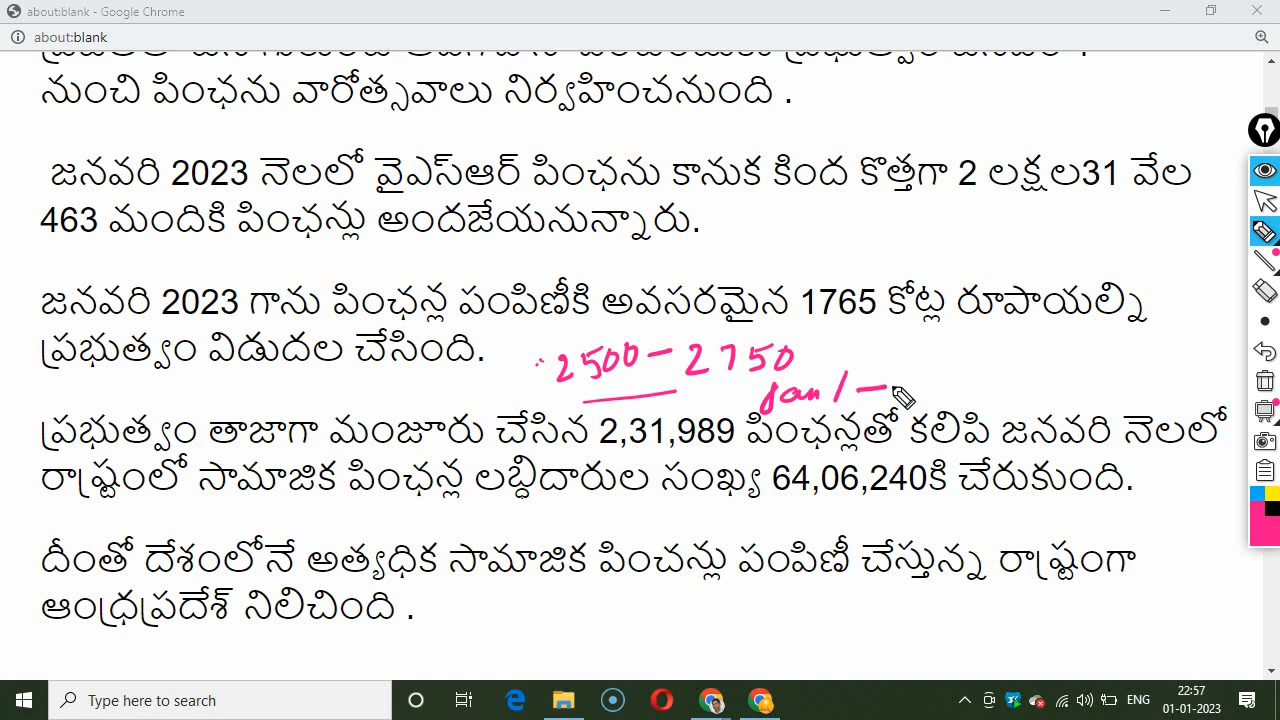 about:blank - Google Chrome
about:blank
నుంచి పింఛను వారోత్సవాలు నిర్వహించనుంది .
జనవరి 2023 నెలలో వైఎస్ఆర్ పింఛను కానుక కింద కొత్తగా 2 లక్షల31 వేల
463 మందికి పింఛన్లు అందజేయనున్నారు.
జనవరి 2023 గాను పింఛన్ల పంపిణీకి అవసరమైన 1765 కోట్ల రూపాయల్ని
ప్రభుత్వం విడుదల చేసింది.
2500 – 2750
Jan / –
ప్రభుత్వం తాజాగా మంజూరు చేసిన 2,31,989 పింఛన్లతో కలిపి జనవరి నెలలో
రాష్ట్రంలో సామాజిక పింఛన్ల లబ్ధిదారుల సంఖ్య 64,06,240కి చేరుకుంది.
దీంతో దేశంలోనే అత్యధిక సామాజిక పించన్లు పంపిణీ చేస్తున్న రాష్ట్రంగా
ఆంధ్రప్రదేశ్ నిలిచింది .
Type here to search
ENG
22:57
01-01-2023